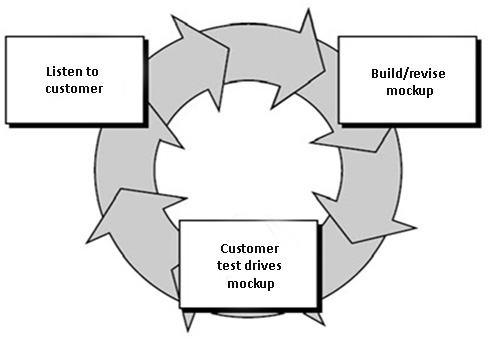 Listen to
customer
Build/revise
mockup
Customer
test drives
mockup